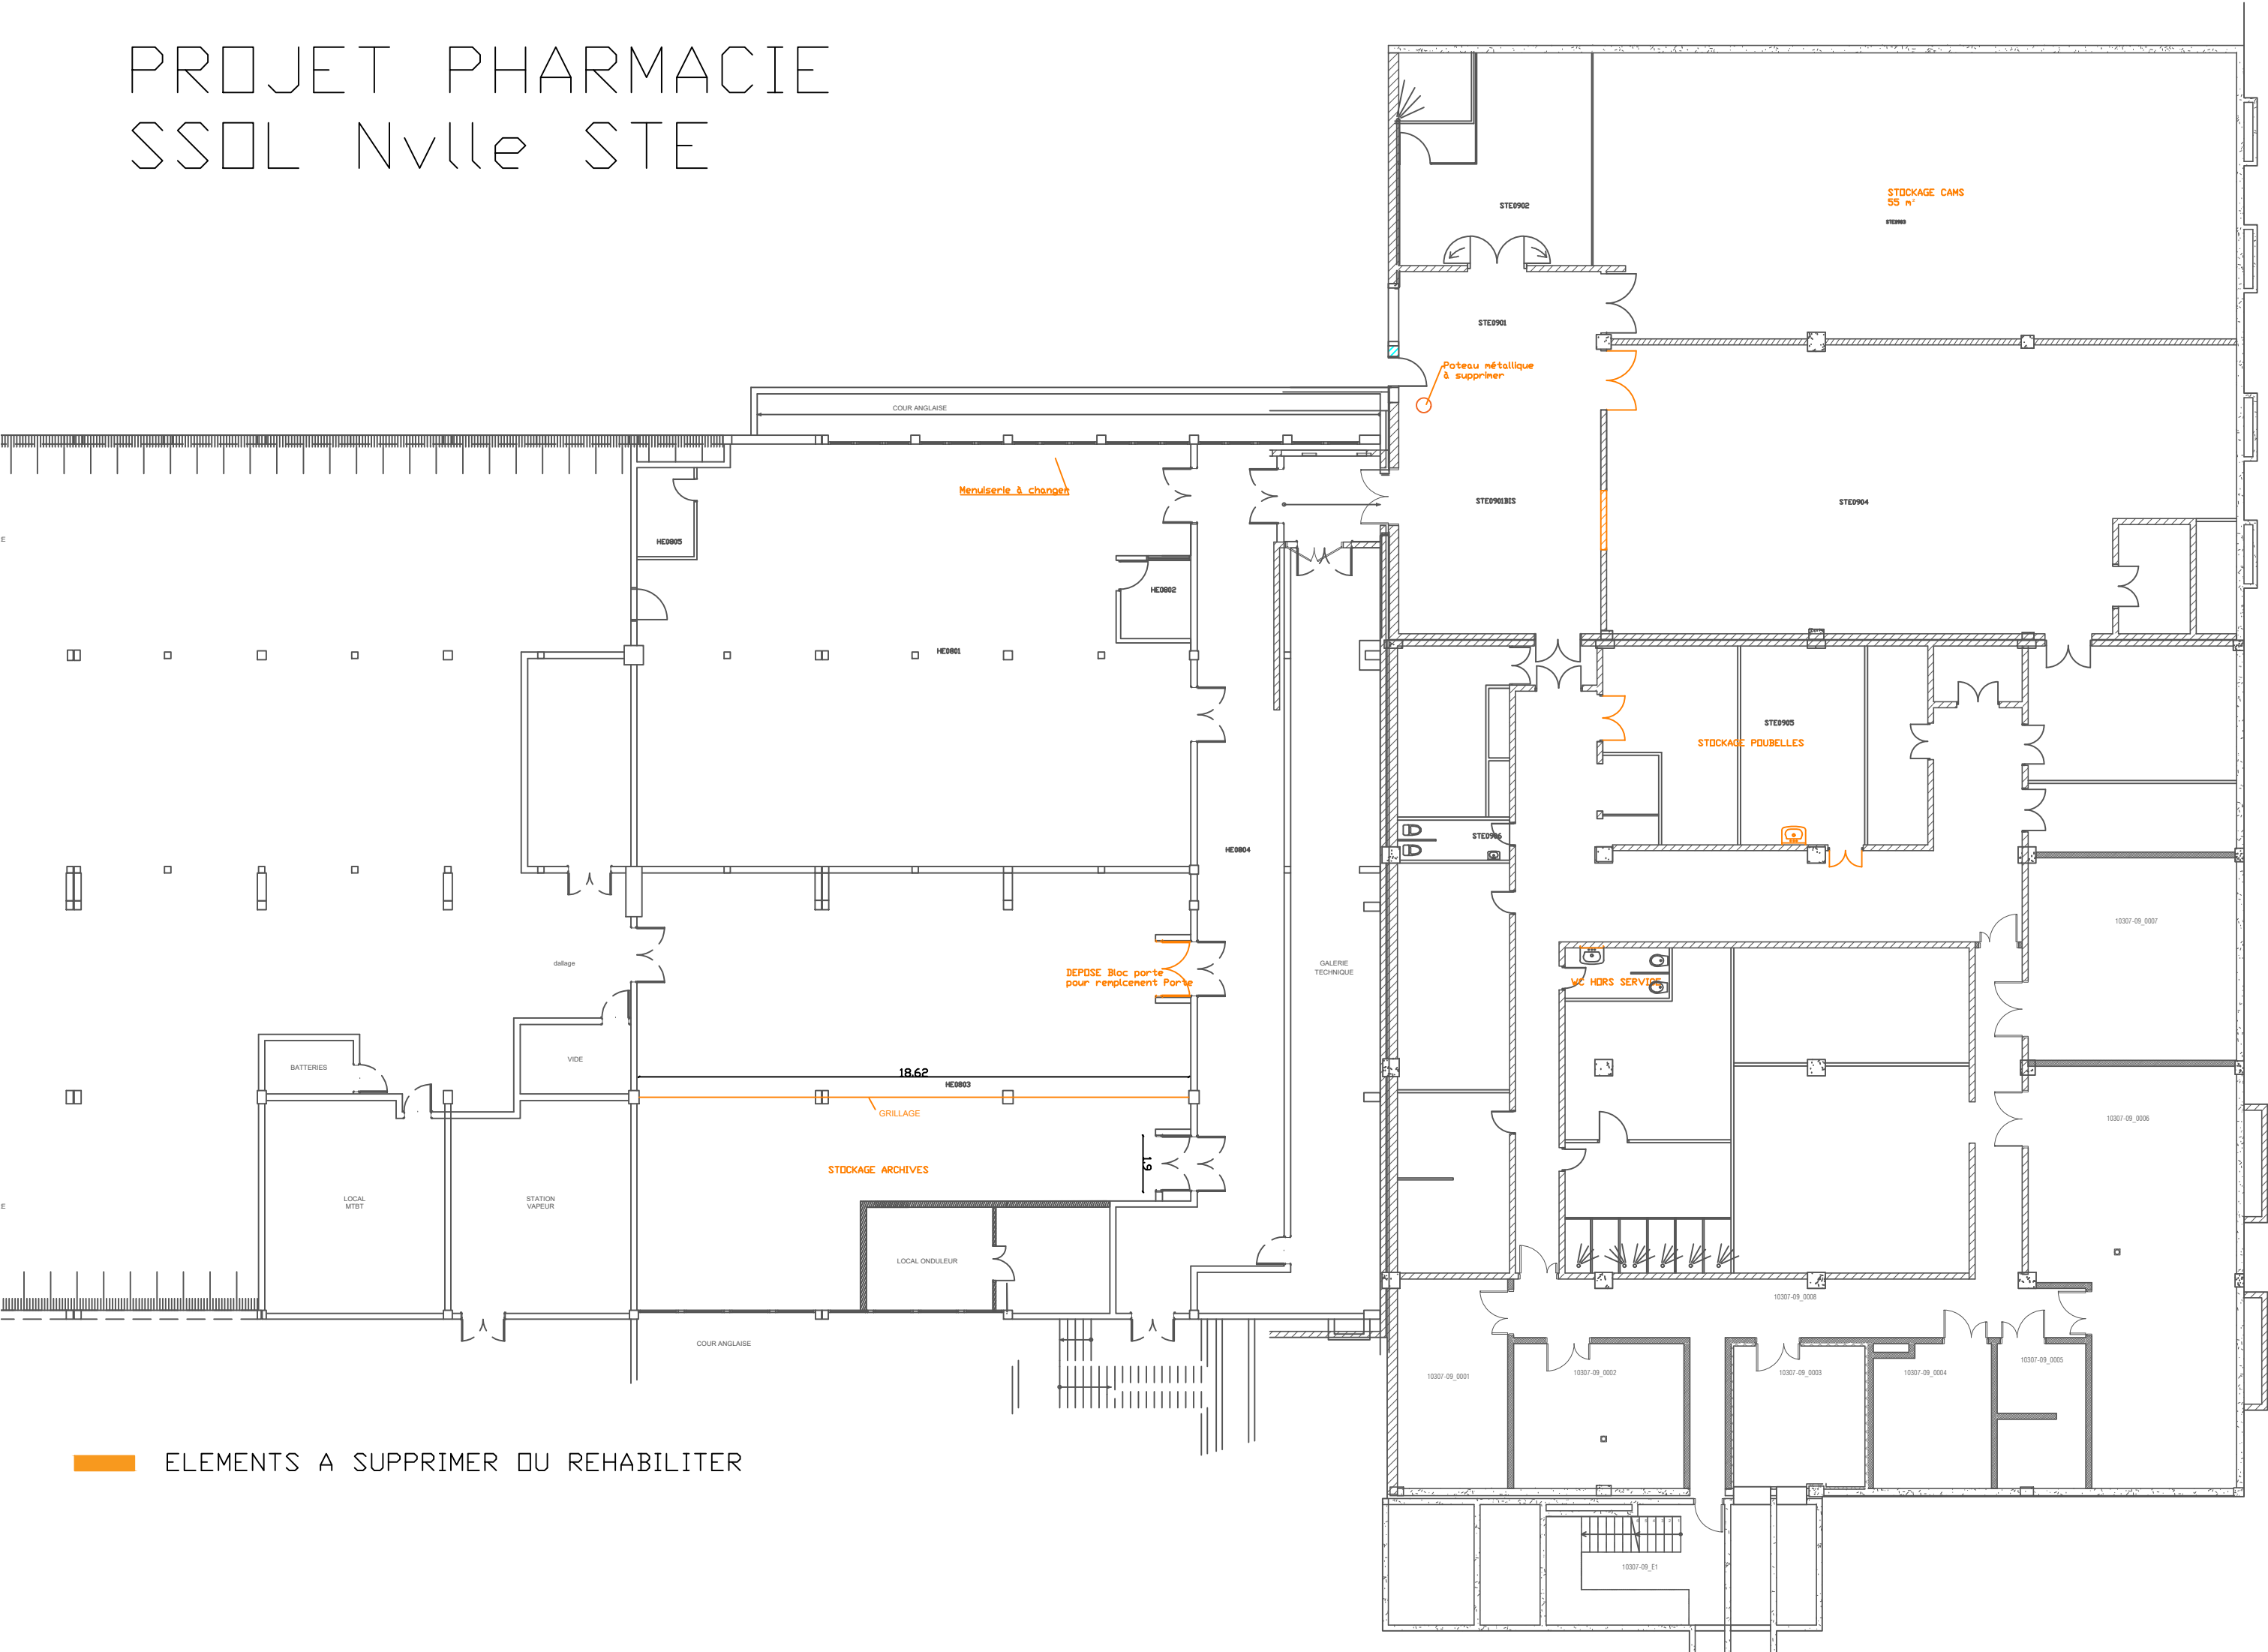 PROJET PHARMACIE
SSOL Nvlle STE
STE0902
STOCKAGE CAMS
55 m²
STE0903
STE0901
Poteau métallique
à supprimer
COUR ANGLAISE
Menuiserie à changer
STE0901BIS
STE0904
E
HE0805
HE0802
HE0801
STE0905
STOCKAGE POUBELLES
STE0906
HE0804
10307-09_0007
dallage
GALERIE
TECHNIQUE
DEPOSE Bloc porte
pour remplcement Porte
WC HORS SERVICE
VIDE
BATTERIES
18.62
HE0803
GRILLAGE
10307-09_0006
STOCKAGE ARCHIVES
1.9
LOCAL
MTBT
STATION
VAPEUR
E
LOCAL ONDULEUR
10307-09_0008
COUR ANGLAISE
10307-09_0001
10307-09_0002
10307-09_0003
10307-09_0004
10307-09_0005
ELEMENTS A SUPPRIMER OU REHABILITER
10307-09_E1